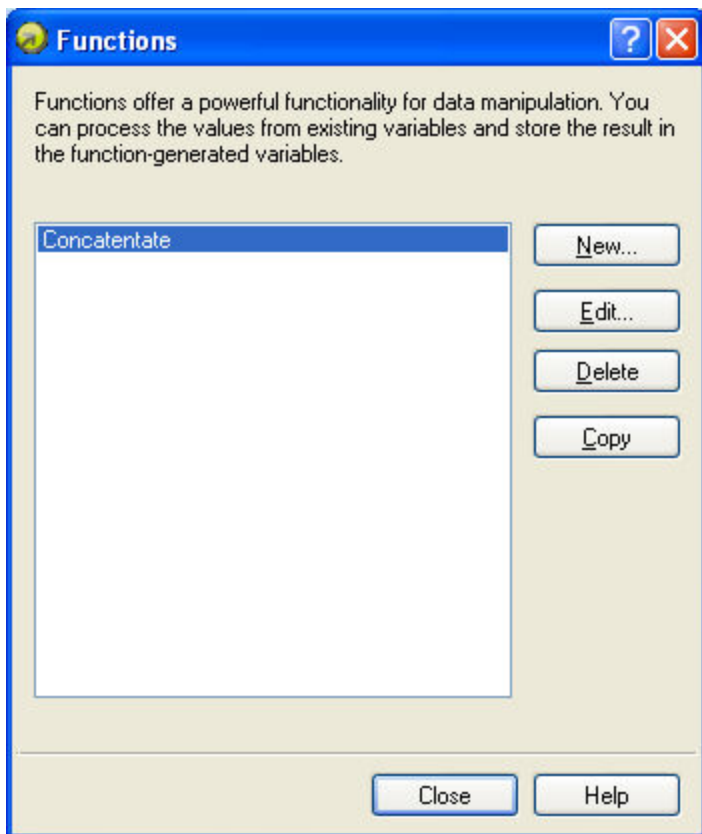 Functions
?
Functions offer a powerful functionality for data manipulation. You
can process the values from existing variables and store the result in
the function-generated variables.
Concatentate
New...
Edit...
Delete
Copy
Close
Help